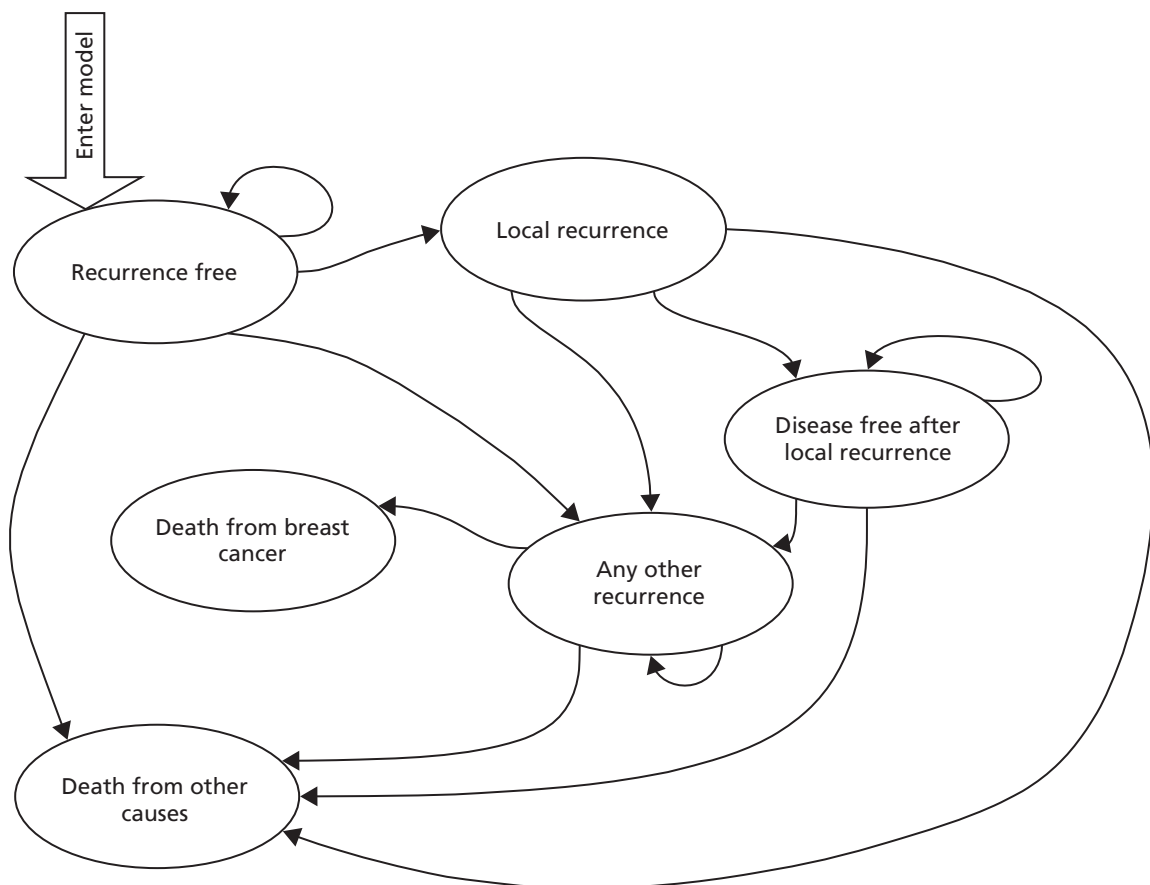 Enter model
Local recurrence
Recurrence free
Disease free after
local recurrence
Death from breast
cancer
Any other
recurrence
Death from other
causes